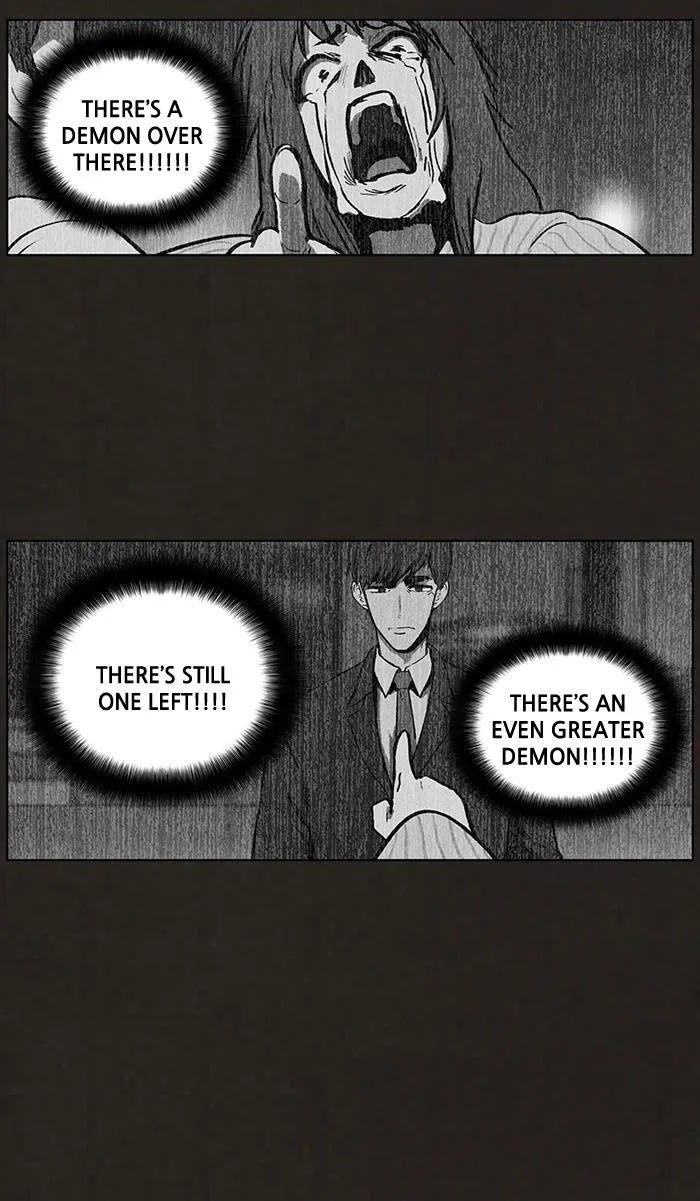 THERE'S A
DEMON OVER
THERE!!!!!!
THERE'S STILL
ONE LEFT!!!!
THERE'S AN
EVEN GREATER
DEMON!!!!!!